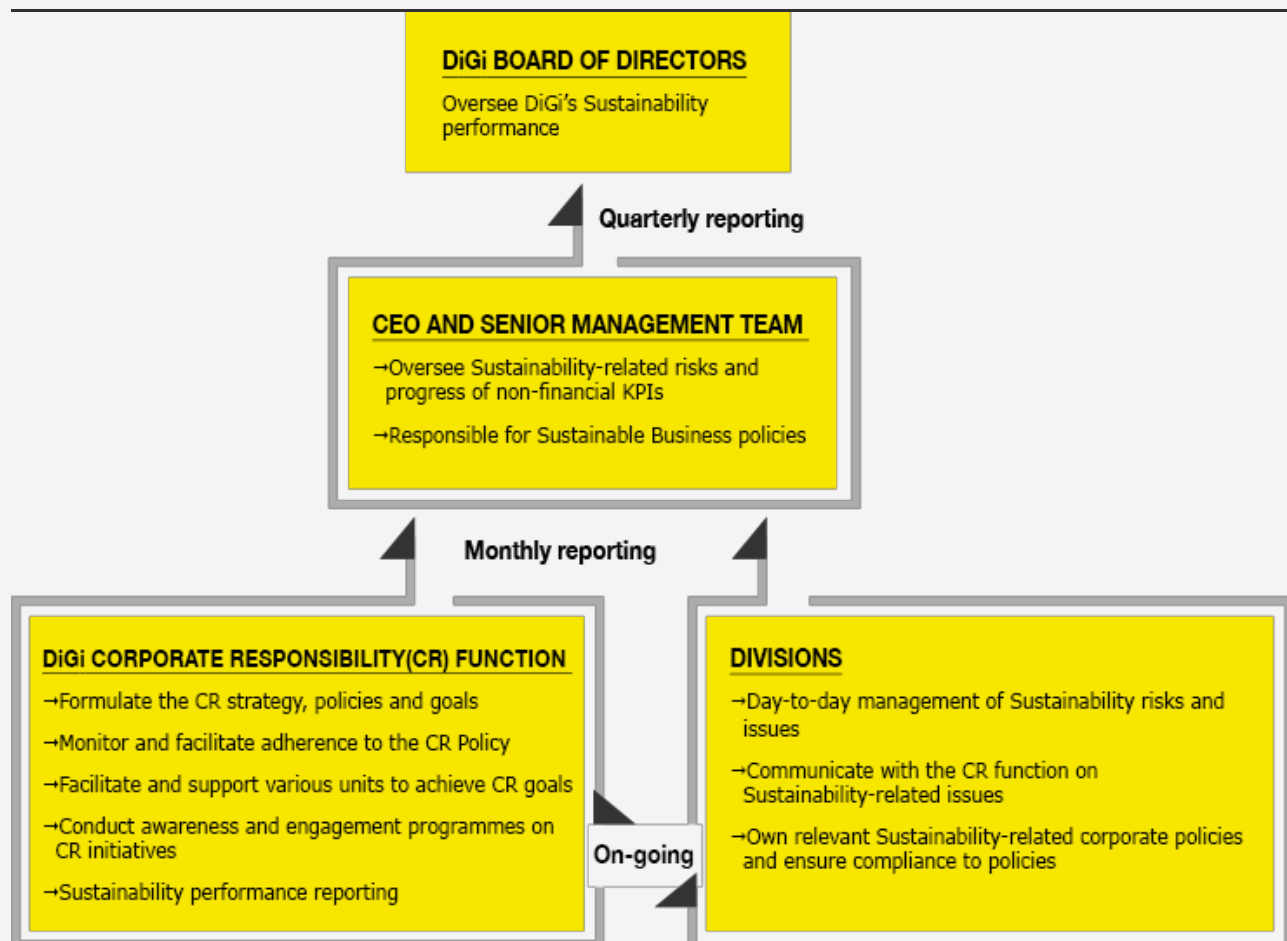 DiGi BOARD OF DIRECTORS
Oversee DiGi's Sustainability
performance
Quarterly reporting
CEO AND SENIOR MANAGEMENT TEAM
→Oversee Sustainability-related risks and
progress of non-financial KPIs
→Responsible for Sustainable Business policies
Monthly reporting
DiGi CORPORATE RESPONSIBILITY(CR) FUNCTION
→Formulate the CR strategy, policies and goals
→Monitor and facilitate adherence to the CR Policy
→Facilitate and support various units to achieve CR goals
→Conduct awareness and engagement programmes on
CR initiatives
→Sustainability performance reporting
On-going
DIVISIONS
→Day-to-day management of Sustainability risks and
issues
→Communicate with the CR function on
Sustainability-related issues
→Own relevant Sustainability-related corporate policies
and ensure compliance to policies